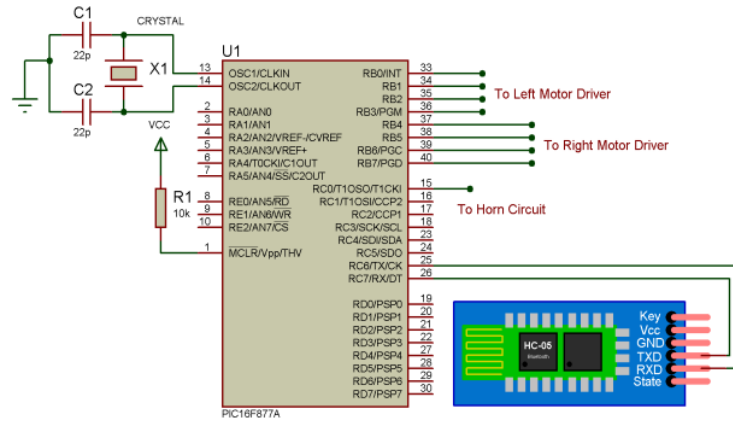 C1
CRYSTAL
22p
X1
C2
22p
VCC
R1
10k
U1
13 OSC1/CLKIN
14 OSC2/CLKOUT
2 RA0/AN0
3 RA1/AN1
4 RA2/AN2/VREF-/CVREF
5 RA3/AN3/VREF+
6 RA4/T0CKI/C1OUT
7 RA5/AN4/SS/C2OUT
8 RE0/AN5/RD
9 RE1/AN6/WR
10 RE2/AN7/CS
1 MCLR/Vpp/THV
RB0/INT 33
RB1 34
RB2 35
RB3/PGM 36
RB4 37
RB5 38
RB6/PGC 39
RB7/PGD 40
RC0/T1OSO/T1CKI 15
RC1/T1OSI/CCP2 16
RC2/CCP1 17
RC3/SCK/SCL 18
RC4/SDI/SDA 23
RC5/SDO 24
RC6/TX/CK 25
RC7/RX/DT 26
RD0/PSP0 19
RD1/PSP1 20
RD2/PSP2 21
RD3/PSP3 22
RD4/PSP4 27
RD5/PSP5 28
RD6/PSP6 29
RD7/PSP7 30
PIC16F877A
To Left Motor Driver
To Right Motor Driver
To Horn Circuit
HC-05
Bluetooth
Key
Vcc
GND
TXD
RXD
State